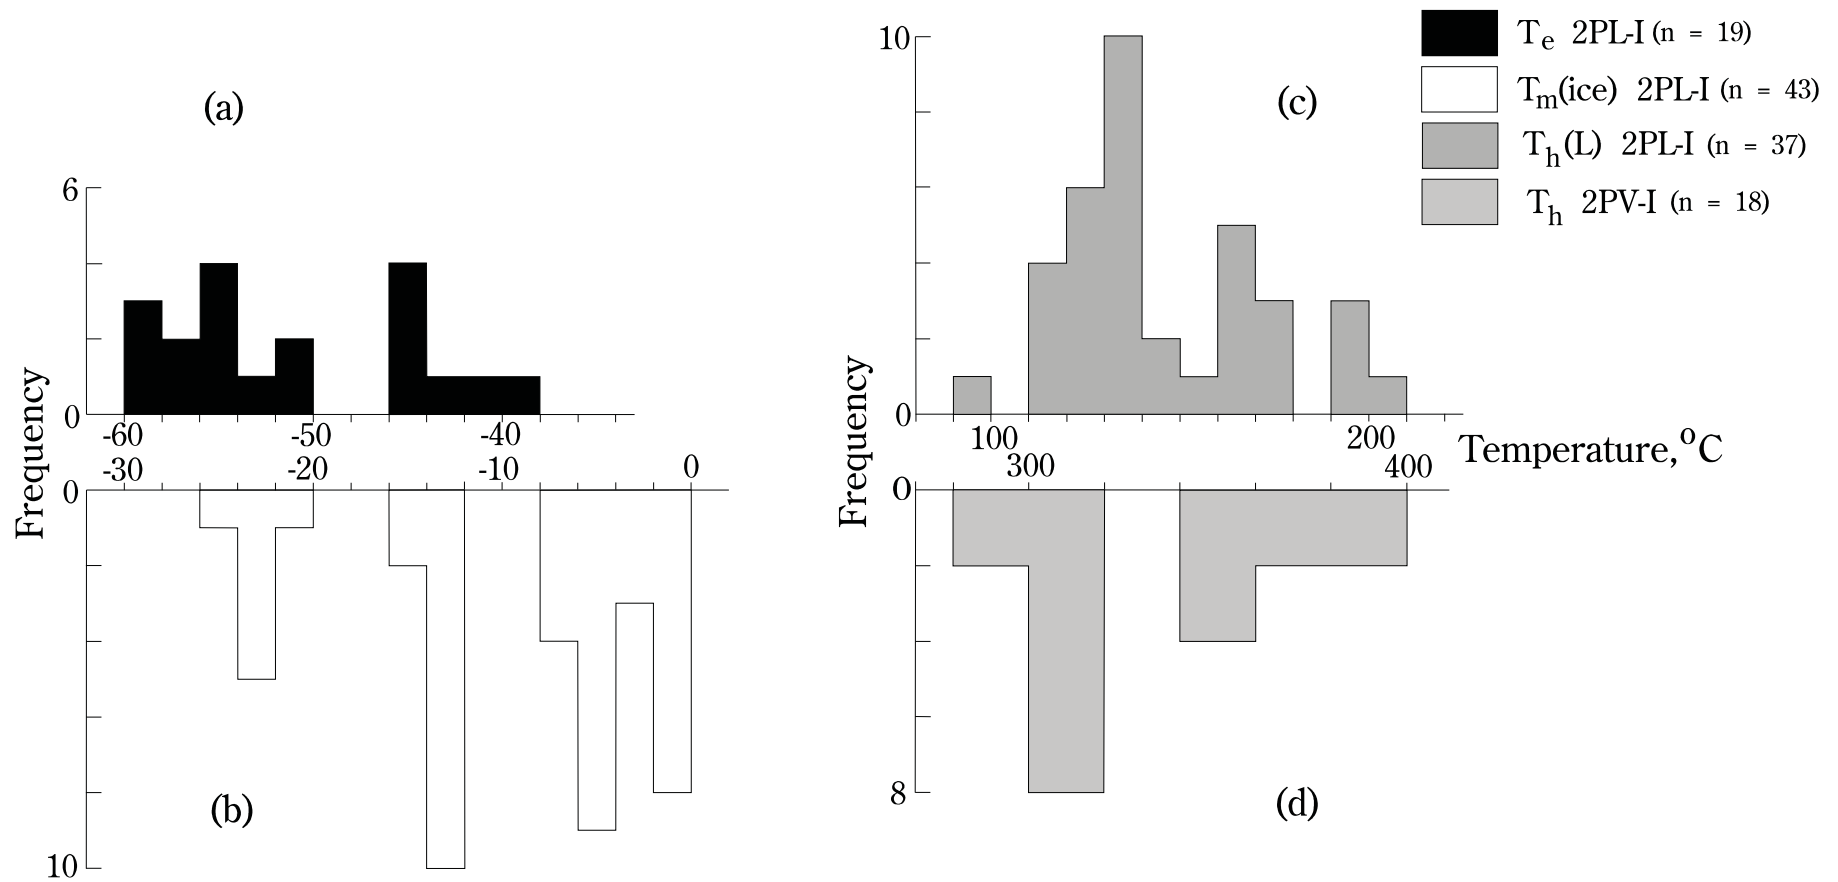 (a)
6
0
Frequency
-60 -50 -40
-30 -20 -10 0
0
10
(b)
10
0
Frequency
(c)
100 200
300 400
Temperature,°C
0
8
(d)
Te 2PL-I (n = 19)
Tm(ice) 2PL-I (n = 43)
Th(L) 2PL-I (n = 37)
Th 2PV-I (n = 18)